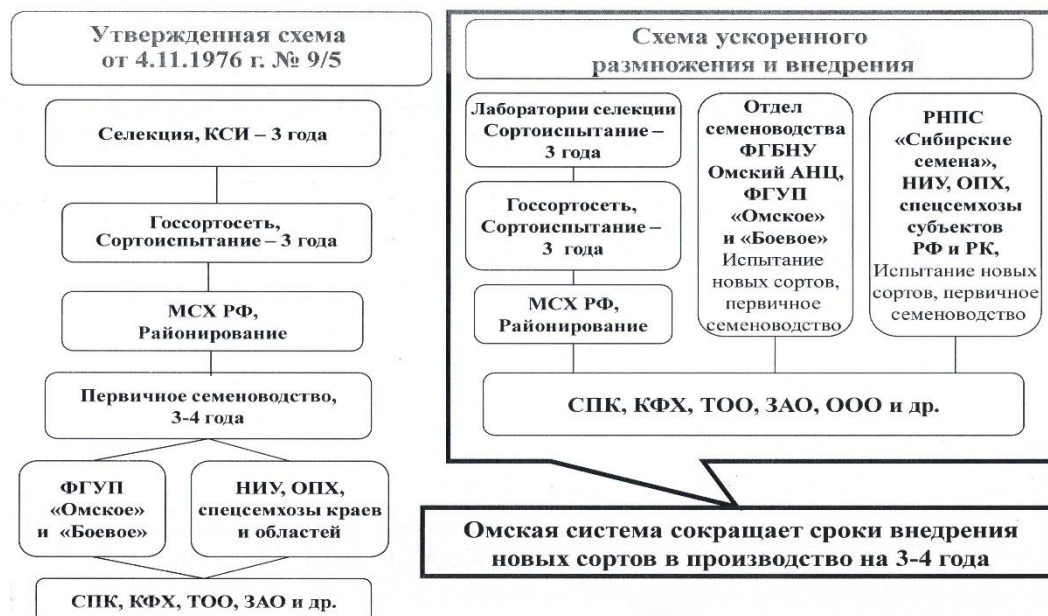 Утвержденная схема
от 4.11.1976 г. № 9/5
Селекция, КСИ – 3 года
Госсортосеть,
Сортоиспытание – 3 года
МСХ РФ,
Районирование
Первичное семеноводство,
3-4 года
ФГУП
«Омское»
и «Боевое»
НИУ, ОПХ,
спецсемхозы краев
и областей
СПК, КФХ, ТОО, ЗАО и др.
Схема ускоренного
размножения и внедрения
Лаборатории селекции
Сортоиспытание –
3 года
Госсортосеть,
Сортоиспытание –
3 года
МСХ РФ,
Районирование
Отдел
семеноводства
ФГБНУ
Омский АНЦ,
ФГУП
«Омское»
и «Боевое»
Испытание
новых сортов,
первичное
семеноводство
РНПС
«Сибирские
семена»,
НИУ, ОПХ,
спецсемхозы
субъектов
РФ и РК,
Испытание новых
сортов, первичное
семеноводство
СПК, КФХ, ТОО, ЗАО, ООО и др.
Омская система сокращает сроки внедрения
новых сортов в производство на 3-4 года